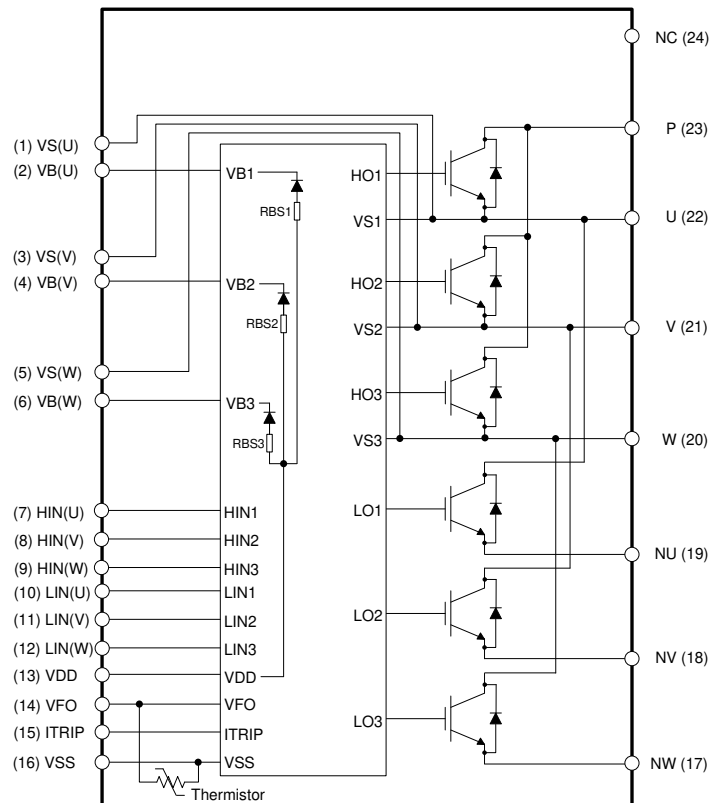 NC (24)
P (23)
(1) VS(U)
(2) VB(U)
VB1
HO1
RBS1
VS1
U (22)
(3) VS(V)
(4) VB(V)
VB2
HO2
RBS2
VS2
V (21)
(5) VS(W)
(6) VB(W)
VB3
HO3
RBS3
VS3
W (20)
(7) HIN(U)
HIN1
LO1
(8) HIN(V)
HIN2
NU (19)
(9) HIN(W)
HIN3
(10) LIN(U)
LIN1
(11) LIN(V)
LIN2
LO2
(12) LIN(W)
LIN3
NV (18)
(13) VDD
VDD
(14) VFO
VFO
LO3
(15) ITRIP
ITRIP
(16) VSS
VSS
NW (17)
Thermistor